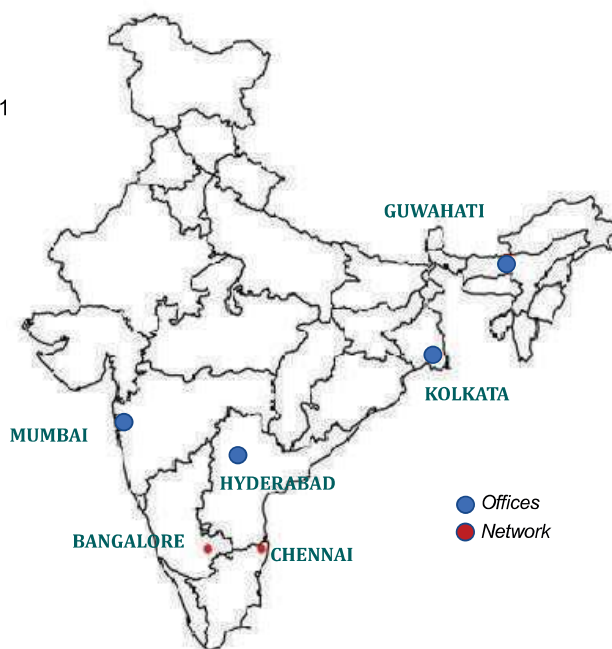 1
GUWAHATI
KOLKATA
MUMBAI
HYDERABAD
Offices
Network
BANGALORE
CHENNAI